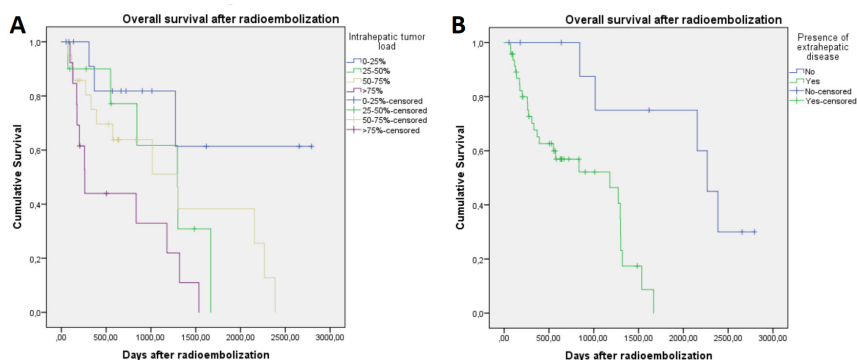 A
Overall survival after radioembolization
Intrahepatic tumor
load
0-25%
25-50%
50-75%
>75%
0-25%-censored
25-50%-censored
50-75%-censored
>75%-censored
Cumulative Survival
1,0
0,8
0,6
0,4
0,2
0,0
,00
500,00
1000,00
1500,00
2000,00
2500,00
3000,00
Days after radioembolization
B
Overall survival after radioembolization
Presence of
extrahepatic
disease
No
Yes
No-censored
Yes-censored
Cumulative Survival
1,0
0,8
0,6
0,4
0,2
0,0
,00
500,00
1000,00
1500,00
2000,00
2500,00
3000,00
Days after radioembolization